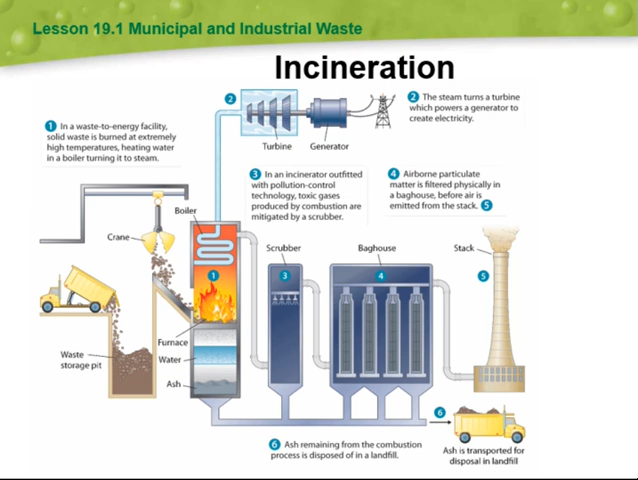 Lesson 19.1 Municipal and Industrial Waste
Incineration
1 In a waste-to-energy facility,
solid waste is burned at extremely
high temperatures, heating water
in a boiler turning it to steam.
2
Turbine
Generator
2 The steam turns a turbine
which powers a generator to
create electricity.
3 In an incinerator outfitted
with pollution-control
technology, toxic gases
produced by combustion are
mitigated by a scrubber.
4 Airborne particulate
matter is filtered physically in
a baghouse, before air is
emitted from the stack. 5
Boiler
Crane
Scrubber
Baghouse
Stack
1
3
4
5
Furnace
Waste
storage pit
Water
Ash
6
6 Ash remaining from the combustion
process is disposed of in a landfill.
Ash is transported for
disposal in landfill